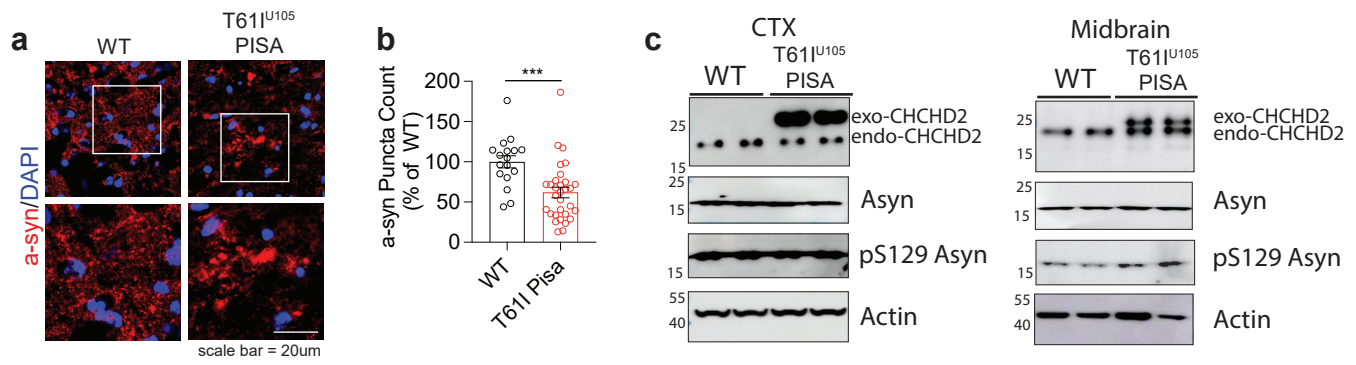 a
WT
T61I^U105
PISA
a-syn/DAPI
scale bar = 20um
b
a-syn Puncta Count
(% of WT)
200
150
100
50
0
***
WT
T61I Pisa
c
CTX
WT
T61I^U105
PISA
25
15
exo-CHCHD2
endo-CHCHD2
25
15
Asyn
15
pS129 Asyn
55
40
Actin
Midbrain
WT
T61I^U105
PISA
25
15
exo-CHCHD2
endo-CHCHD2
25
15
Asyn
15
pS129 Asyn
55
40
Actin